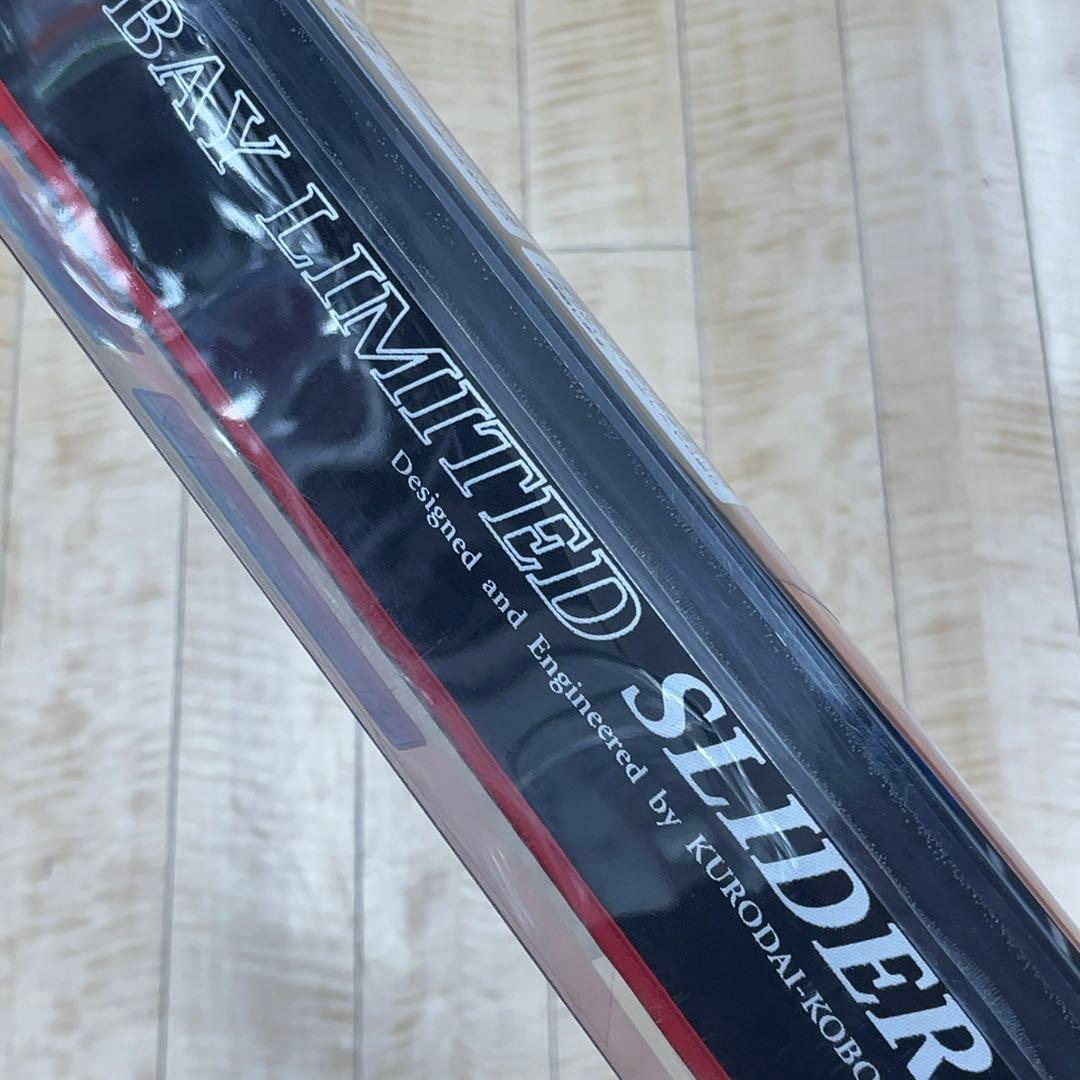 BAY LIMITED SLIDER
Designed and Engineered by KURODAI-KOBO